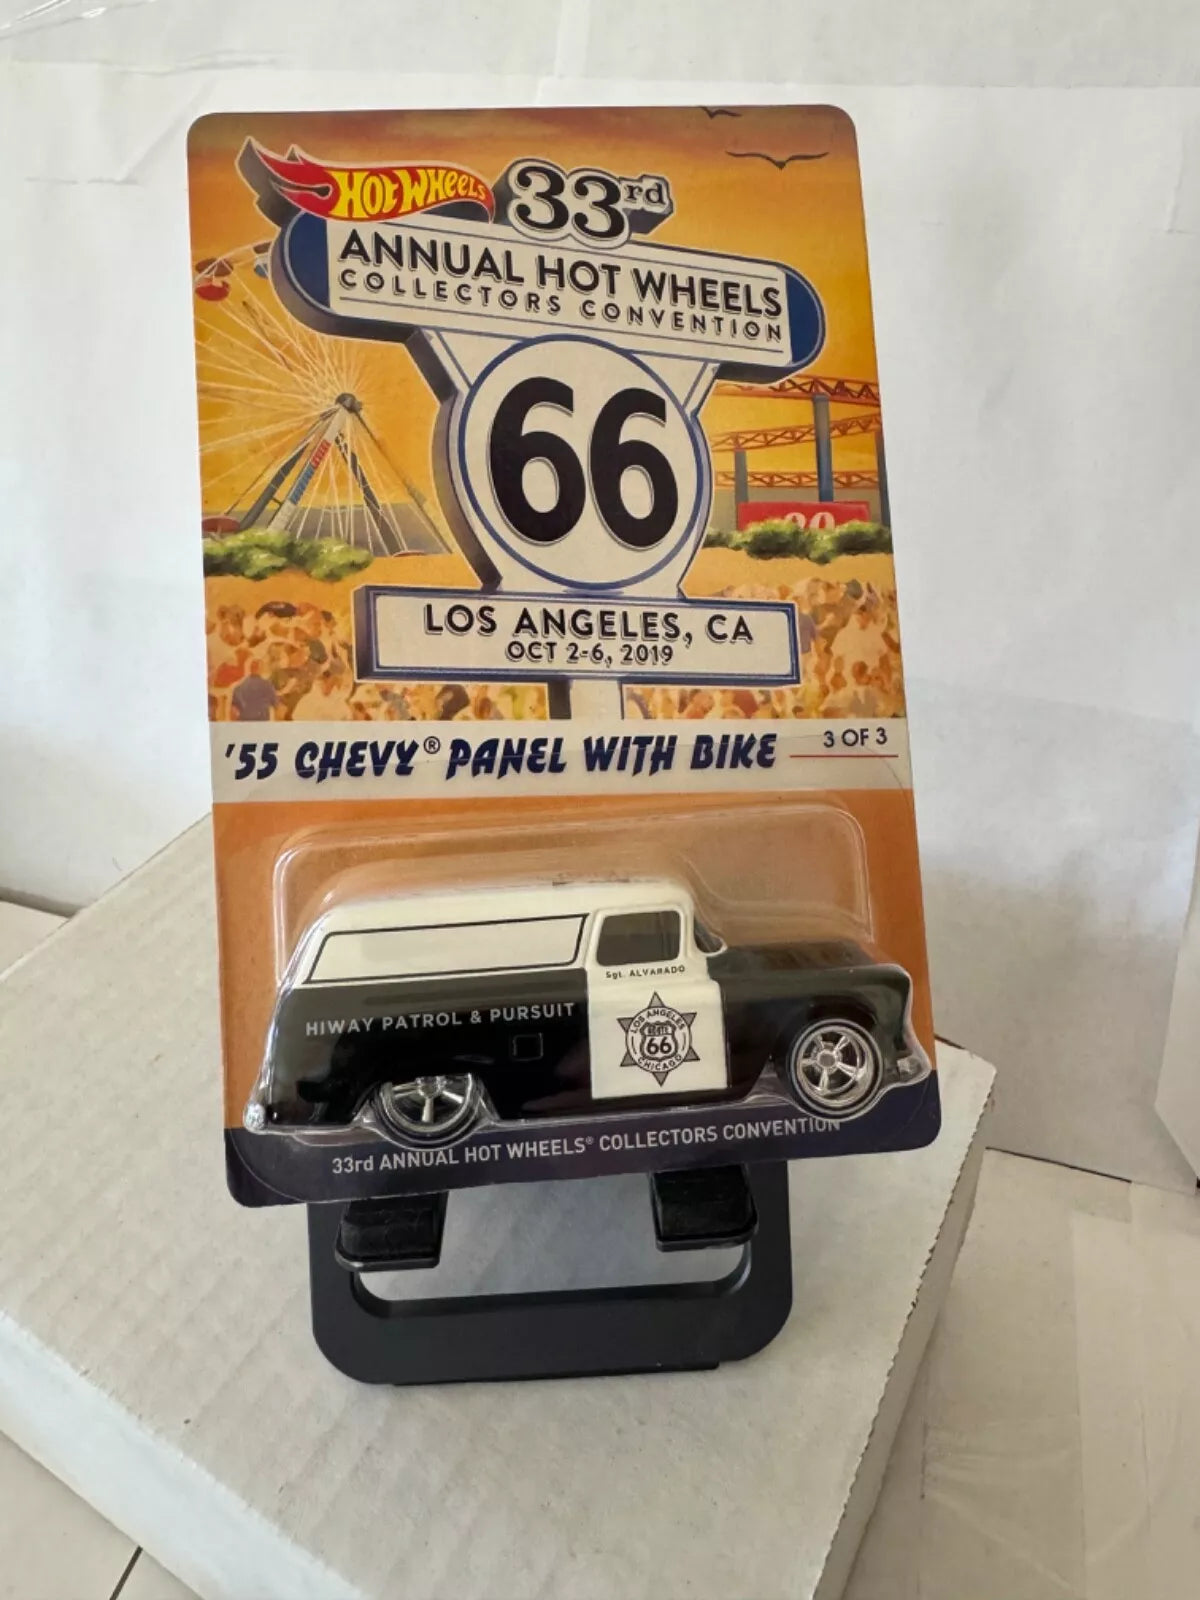 HOT WHEELS
33rd
ANNUAL HOT WHEELS
COLLECTORS CONVENTION
66
LOS ANGELES, CA
OCT 2-6, 2019
'55 CHEVY® PANEL WITH BIKE
3 OF 3
Sgt. ALVARADO
HIWAY PATROL & PURSUIT
LOS ANGELES
ROUTE
66
CHICAGO
33rd ANNUAL HOT WHEELS® COLLECTORS CONVENTION